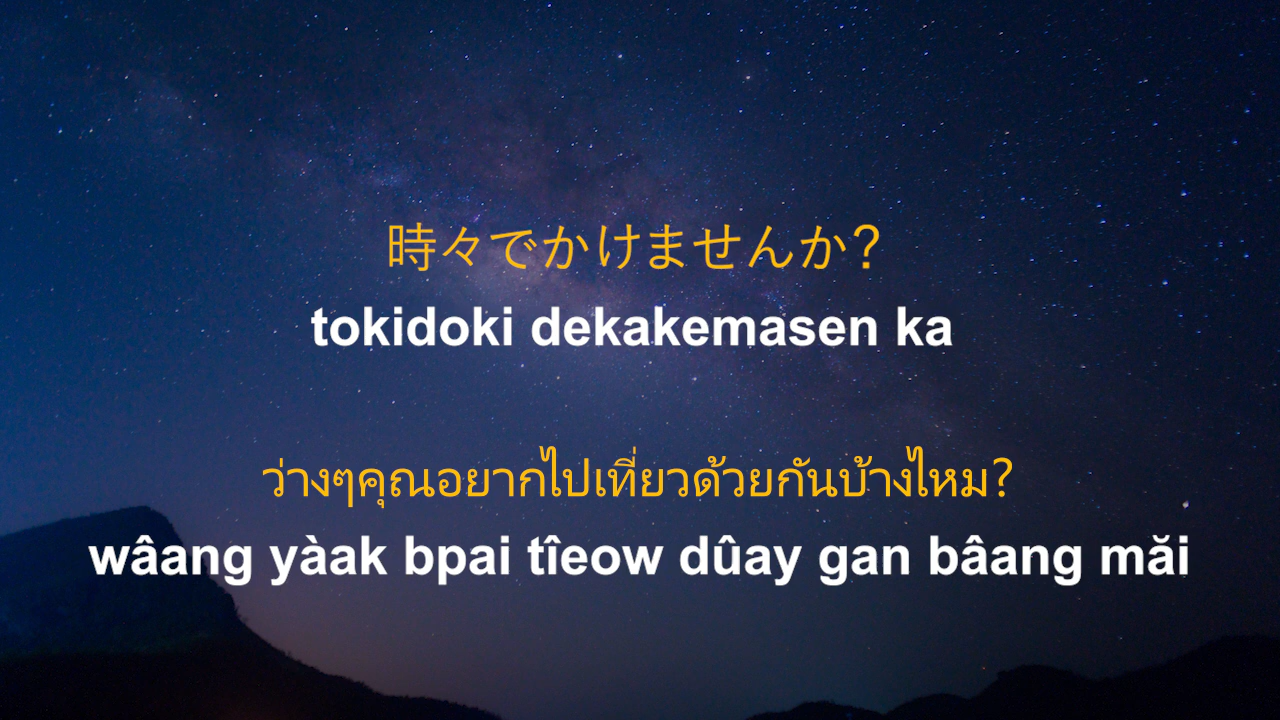 時々でかけませんか?
tokidoki dekakemasen ka
ว่างๆคุณอยากไปเที่ยวด้วยกันบ้างไหม?
wâang yàak bpai tîeow dûay gan bâang măi